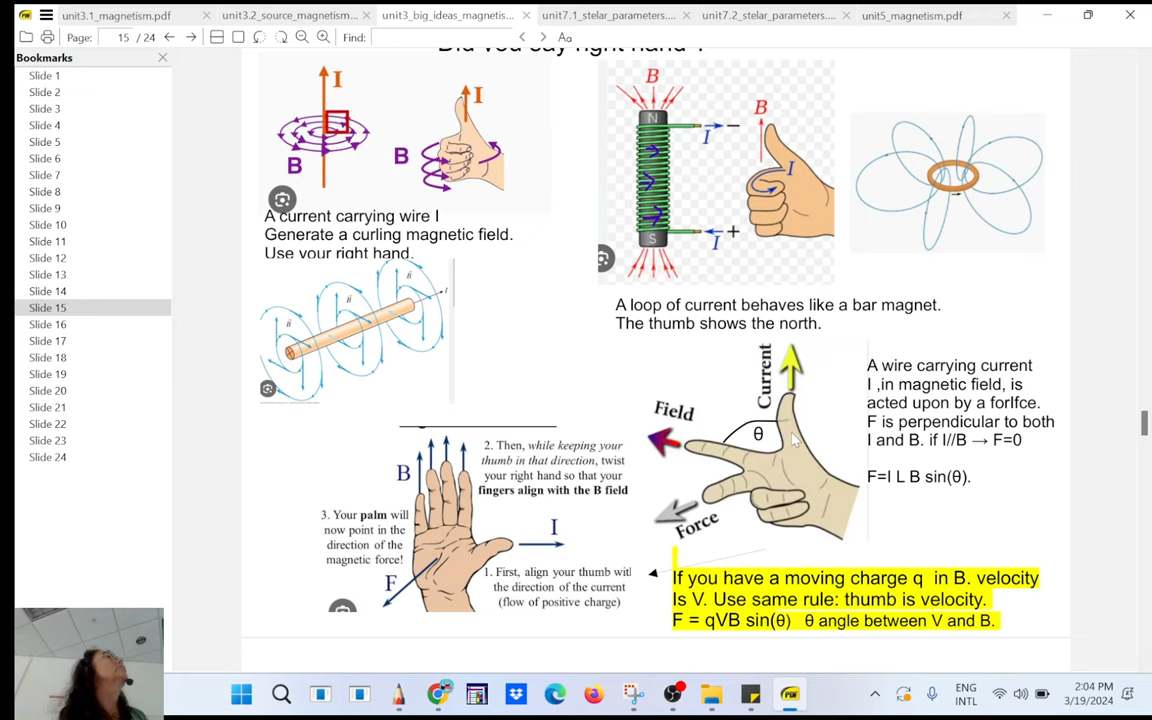 unit3.1_magnetism.pdf
unit3.2_source_magnetism....
unit3_big_ideas_magnetis...
unit7.1_stelar_parameters....
unit7.2_stelar_parameters....
unit5_magnetism.pdf
Page: 15 / 24
Find:
Aa
Bookmarks
Slide 1
Slide 2
Slide 3
Slide 4
Slide 5
Slide 6
Slide 7
Slide 8
Slide 9
Slide 10
Slide 11
Slide 12
Slide 13
Slide 14
Slide 15
Slide 16
Slide 17
Slide 18
Slide 19
Slide 20
Slide 21
Slide 22
Slide 23
Slide 24
Did you say right hand ?
I
B
B
I
A current carrying wire I
Generate a curling magnetic field.
Use your right hand.
B
N
I
−
S
I
+
B
I
A loop of current behaves like a bar magnet.
The thumb shows the north.
B
B
B
I
B
I
F
2. Then, while keeping your
thumb in that direction, twist
your right hand so that your
fingers align with the B field
3. Your palm will
now point in the
direction of the
magnetic force!
1. First, align your thumb with
the direction of the current
(flow of positive charge)
Current
Field
θ
Force
A wire carrying current
I ,in magnetic field, is
acted upon by a forIfce.
F is perpendicular to both
I and B. if I//B → F=0
F=I L B sin(θ).
If you have a moving charge q in B. velocity
Is V. Use same rule: thumb is velocity.
F = qVB sin(θ) θ angle between V and B.
ENG
INTL
2:04 PM
3/19/2024
PDF